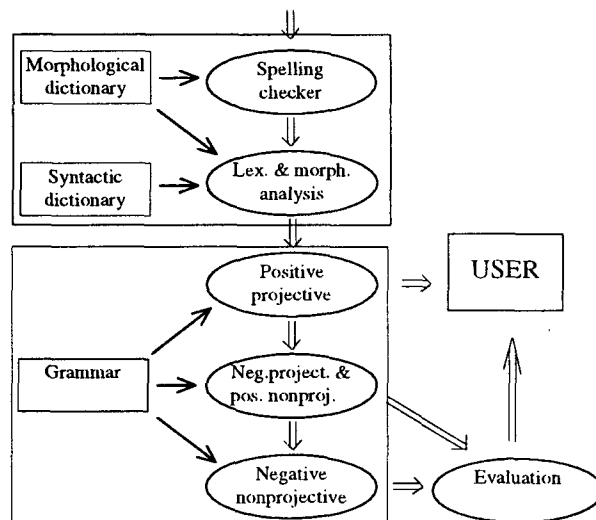 Morphological
dictionary
Spelling
checker
Syntactic
dictionary
Lex. & morph.
analysis
Positive
projective
USER
Grammar
Neg.project. &
pos. nonproj.
Negative
nonprojective
Evaluation